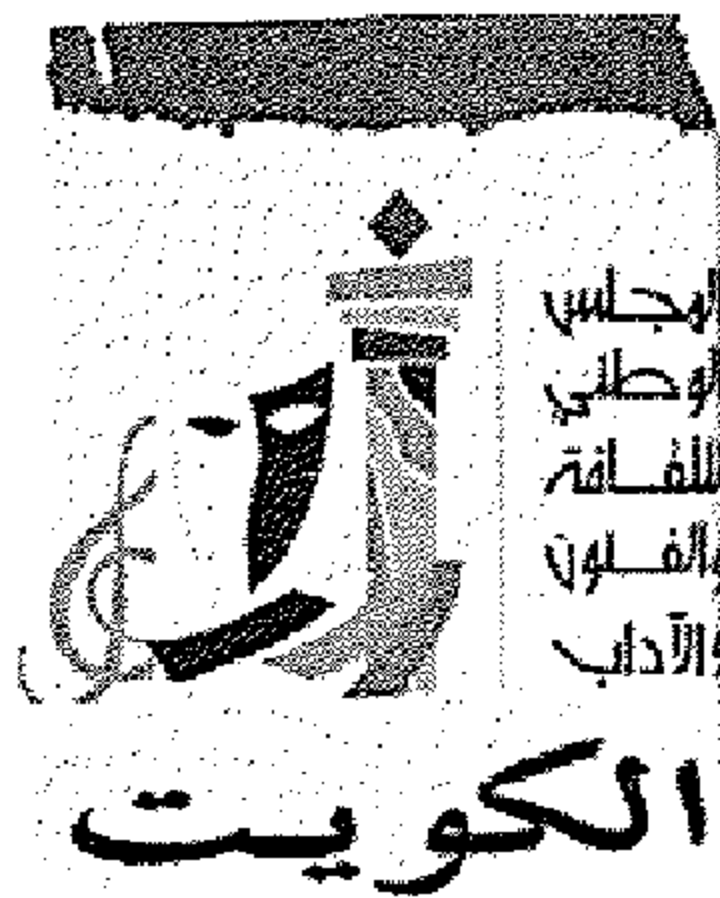 المجلس
الوطني
للثقافة
والفنون
والآداب
الكويت